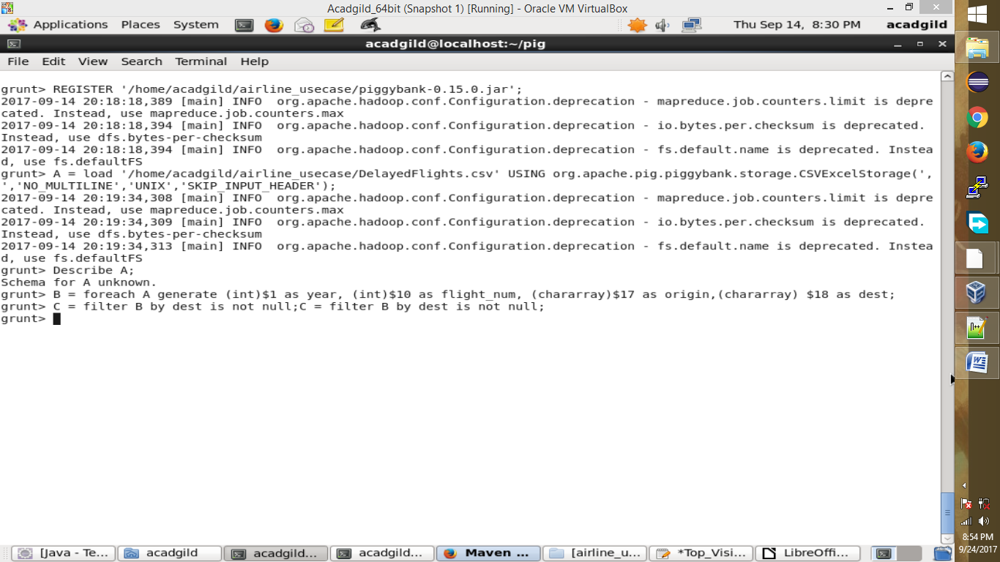 Acadgild_64bit (Snapshot 1) [Running] - Oracle VM VirtualBox
Applications Places System Thu Sep 14, 8:30 PM acadgild
acadgild@localhost:~/pig
File Edit View Search Terminal Help
grunt> REGISTER '/home/acadgild/airline_usecase/piggybank-0.15.0.jar';
2017-09-14 20:18:18,389 [main] INFO  org.apache.hadoop.conf.Configuration.deprecation - mapreduce.job.counters.limit is depre
cated. Instead, use mapreduce.job.counters.max
2017-09-14 20:18:18,394 [main] INFO  org.apache.hadoop.conf.Configuration.deprecation - io.bytes.per.checksum is deprecated.
Instead, use dfs.bytes-per-checksum
2017-09-14 20:18:18,394 [main] INFO  org.apache.hadoop.conf.Configuration.deprecation - fs.default.name is deprecated. Instea
d, use fs.defaultFS
grunt> A = load '/home/acadgild/airline_usecase/DelayedFlights.csv' USING org.apache.pig.piggybank.storage.CSVExcelStorage(',
','NO_MULTILINE','UNIX','SKIP_INPUT_HEADER');
2017-09-14 20:19:34,308 [main] INFO  org.apache.hadoop.conf.Configuration.deprecation - mapreduce.job.counters.limit is depre
cated. Instead, use mapreduce.job.counters.max
2017-09-14 20:19:34,309 [main] INFO  org.apache.hadoop.conf.Configuration.deprecation - io.bytes.per.checksum is deprecated.
Instead, use dfs.bytes-per-checksum
2017-09-14 20:19:34,313 [main] INFO  org.apache.hadoop.conf.Configuration.deprecation - fs.default.name is deprecated. Instea
d, use fs.defaultFS
grunt> Describe A;
Schema for A unknown.
grunt> B = foreach A generate (int)$1 as year, (int)$10 as flight_num, (chararray)$17 as origin,(chararray) $18 as dest;
grunt> C = filter B by dest is not null;C = filter B by dest is not null;
grunt>
[Java - Te... acadgild acadgild... acadgild... Maven ... [airline_u... *Top_Visi... LibreOffi...
8:54 PM
9/24/2017